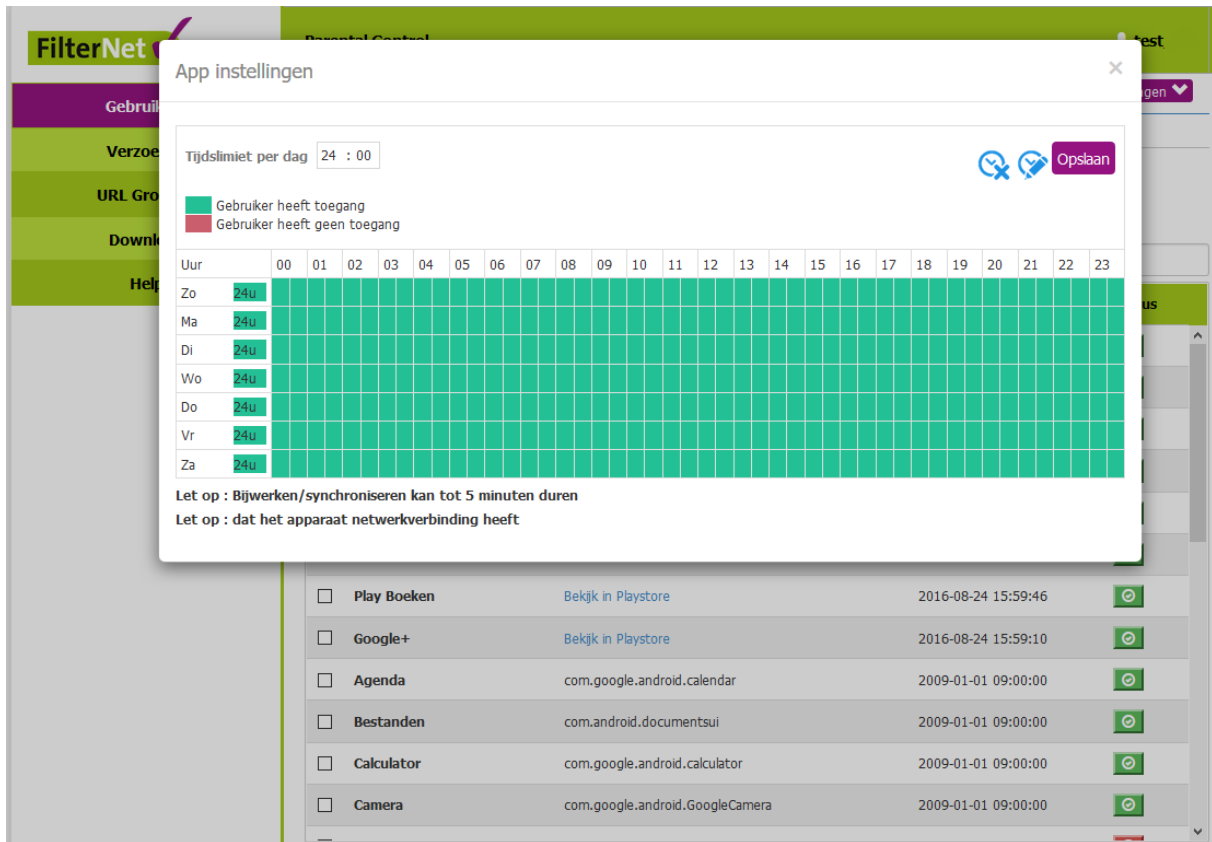 FilterNet
Parental Control
test
App instellingen
×
Verzoe
URL Gro
Downl
Help
Tijdslimiet per dag 24 : 00
Opslaan
Gebruiker heeft toegang
Gebruiker heeft geen toegang
Uur 00 01 02 03 04 05 06 07 08 09 10 11 12 13 14 15 16 17 18 19 20 21 22 23
Zo 24u
Ma 24u
Di 24u
Wo 24u
Do 24u
Vr 24u
Za 24u
Let op : Bijwerken/synchroniseren kan tot 5 minuten duren
Let op : dat het apparaat netwerkverbinding heeft
Play Boeken Bekijk in Playstore 2016-08-24 15:59:46
Google+ Bekijk in Playstore 2016-08-24 15:59:10
Agenda com.google.android.calendar 2009-01-01 09:00:00
Bestanden com.android.documentsui 2009-01-01 09:00:00
Calculator com.google.android.calculator 2009-01-01 09:00:00
Camera com.google.android.GoogleCamera 2009-01-01 09:00:00